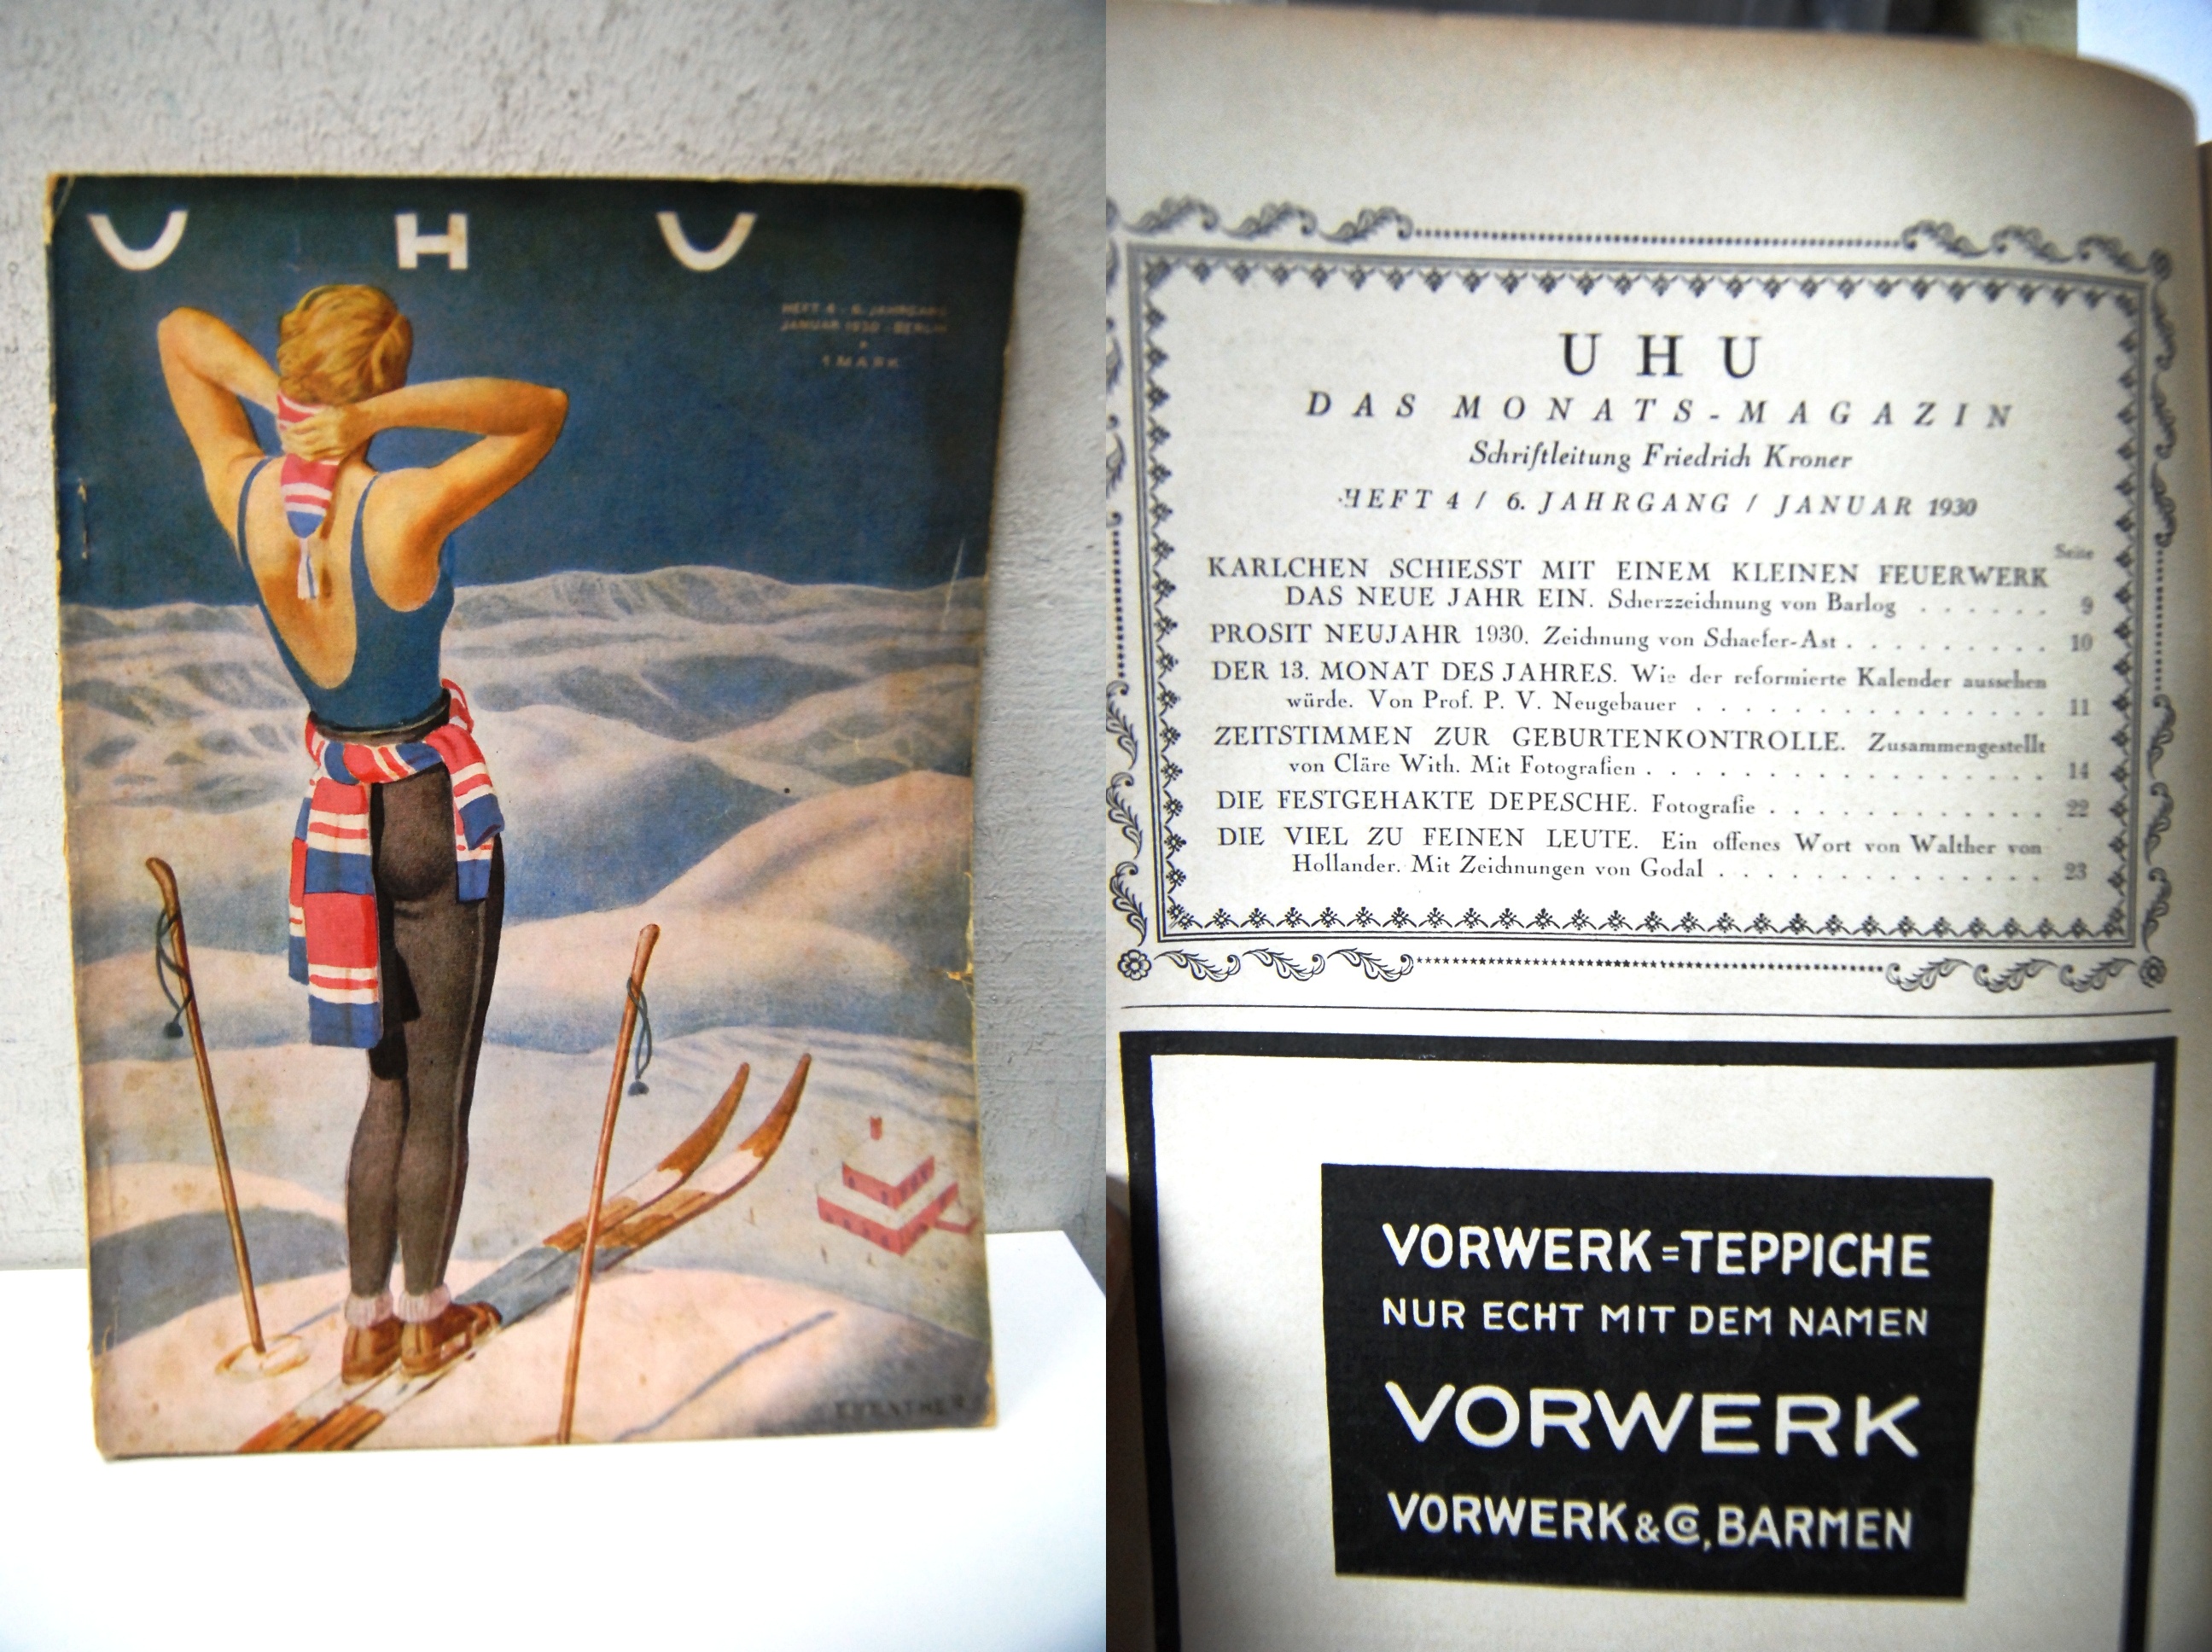 UHU
HEFT 4 - 6. JAHRGANG
JANUAR 1930 - BERLIN
1 MARK
UHU
DAS MONATS-MAGAZIN
Schriftleitung Friedrich Kroner
HEFT 4 / 6. JAHRGANG / JANUAR 1930
Seite
KARLCHEN SCHIESST MIT EINEM KLEINEN FEUERWERK
DAS NEUE JAHR EIN. Scherzzeichnung von Barlog . . . . . . 9
PROSIT NEUJAHR 1930. Zeichnung von Schaefer-Ast . . . . . . . . . 10
DER 13. MONAT DES JAHRES. Wie der reformierte Kalender aussehen
würde. Von Prof. P. V. Neugebauer . . . . . . . . . . . . . . . 11
ZEITSTIMMEN ZUR GEBURTENKONTROLLE. Zusammengestellt
von Cläre With. Mit Fotografien . . . . . . . . . . . . . . . . . 14
DIE FESTGEHAKTE DEPESCHE. Fotografie . . . . . . . . . . . . 22
DIE VIEL ZU FEINEN LEUTE. Ein offenes Wort von Walther von
Hollander. Mit Zeichnungen von Godal . . . . . . . . . . . . . . 23
VORWERK=TEPPICHE
NUR ECHT MIT DEM NAMEN
VORWERK
VORWERK & Co, BARMEN